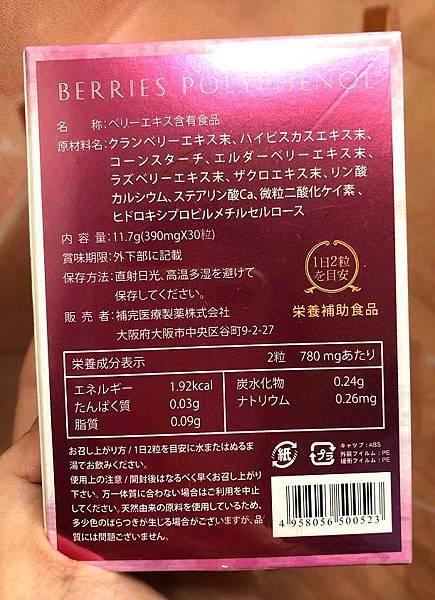 BERRIES POLYPHENOL
名　　称:ベリーエキス含有食品
原材料名:クランベリーエキス末、ハイビスカスエキス末、
コーンスターチ、エルダーベリーエキス末、
ラズベリーエキス末、ザクロエキス末、リン酸
カルシウム、ステアリン酸Ca、微粒二酸化ケイ素、
ヒドロキシプロピルメチルセルロース
内 容 量:11.7g(390mgX30粒)
賞味期限:外下部に記載
保存方法:直射日光、高温多湿を避けて
保存してください。
販 売 者:補完医療製薬株式会社
大阪府大阪市中央区谷町9-2-27
1日2粒
を目安
栄養補助食品
栄養成分表示　2粒　780 mgあたり
エネルギー　1.92kcal　炭水化物　0.24g
たんぱく質　0.03g　ナトリウム　0.26mg
脂質　0.09g
お召し上がり方 / 1日2粒を目安に水またはぬるま
湯でお飲みください。
使用上の注意 / 開封後はなるべく早くお召し上がり
下さい。万一体質に合わない場合はご利用を中止
してください。天然由来の原料を使用しているため、
多少色のばらつきが生じる場合がございますが、品
質には問題ございません。
紙
プラ
キャップ : ABS
外装フィルム : PE
緩衝フィルム : PE
4 958056 500523